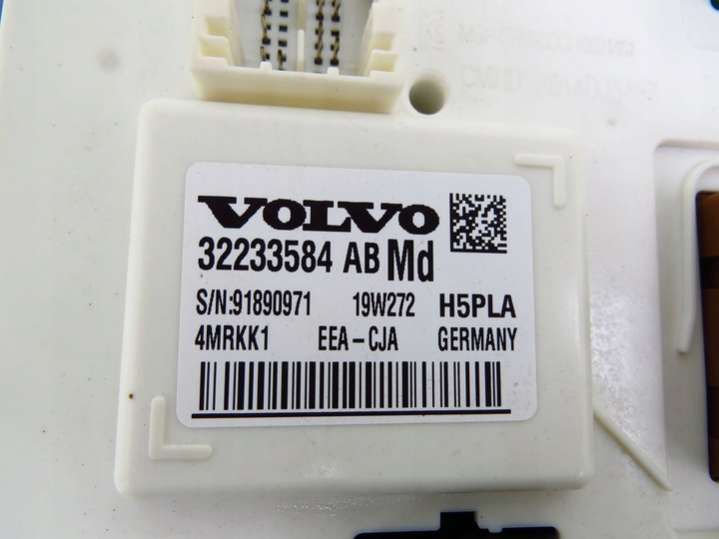 VOLVO
32233584 AB Md
S/N:91890971 19W272 H5PLA
4MRKK1 EEA-CJA GERMANY